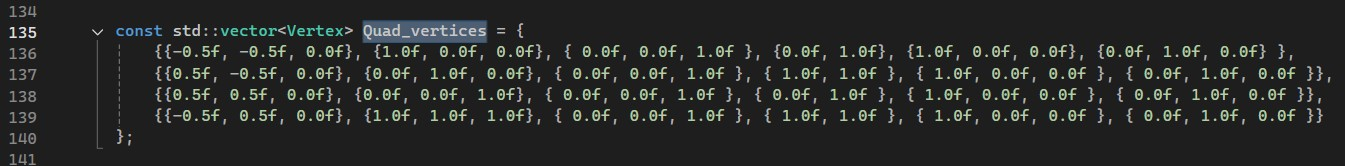 134
135 const std::vector<Vertex> Quad_vertices = {
136 {{-0.5f, -0.5f, 0.0f}, {1.0f, 0.0f, 0.0f}, { 0.0f, 0.0f, 1.0f }, {0.0f, 1.0f}, {1.0f, 0.0f, 0.0f}, {0.0f, 1.0f, 0.0f} },
137 {{0.5f, -0.5f, 0.0f}, {0.0f, 1.0f, 0.0f}, { 0.0f, 0.0f, 1.0f }, { 1.0f, 1.0f }, { 1.0f, 0.0f, 0.0f }, { 0.0f, 1.0f, 0.0f }},
138 {{0.5f, 0.5f, 0.0f}, {0.0f, 0.0f, 1.0f}, { 0.0f, 0.0f, 1.0f }, { 0.0f, 1.0f }, { 1.0f, 0.0f, 0.0f }, { 0.0f, 1.0f, 0.0f }},
139 {{-0.5f, 0.5f, 0.0f}, {1.0f, 1.0f, 1.0f}, { 0.0f, 0.0f, 1.0f }, { 1.0f, 1.0f }, { 1.0f, 0.0f, 0.0f }, { 0.0f, 1.0f, 0.0f }}
140 };
141